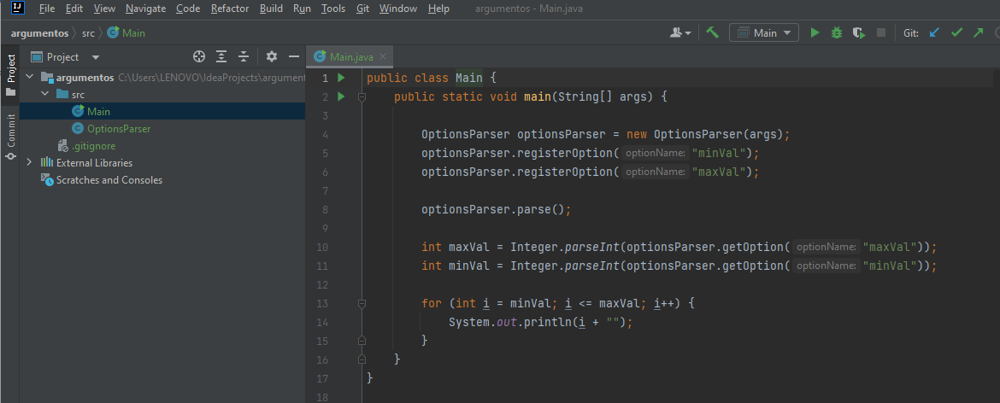 File Edit View Navigate Code Refactor Build Run Tools Git Window Help argumentos - Main.java
argumentos src Main Main Git:
Project
Commit
Project
argumentos C:\Users\LENOVO\IdeaProjects\argument
src
Main
OptionsParser
.gitignore
External Libraries
Scratches and Consoles
Main.java
1 public class Main {
2 public static void main(String[] args) {
3
4 OptionsParser optionsParser = new OptionsParser(args);
5 optionsParser.registerOption( optionName: "minVal");
6 optionsParser.registerOption( optionName: "maxVal");
7
8 optionsParser.parse();
9
10 int maxVal = Integer.parseInt(optionsParser.getOption( optionName: "maxVal"));
11 int minVal = Integer.parseInt(optionsParser.getOption( optionName: "minVal"));
12
13 for (int i = minVal; i <= maxVal; i++) {
14 System.out.println(i + "");
15 }
16 }
17 }
18